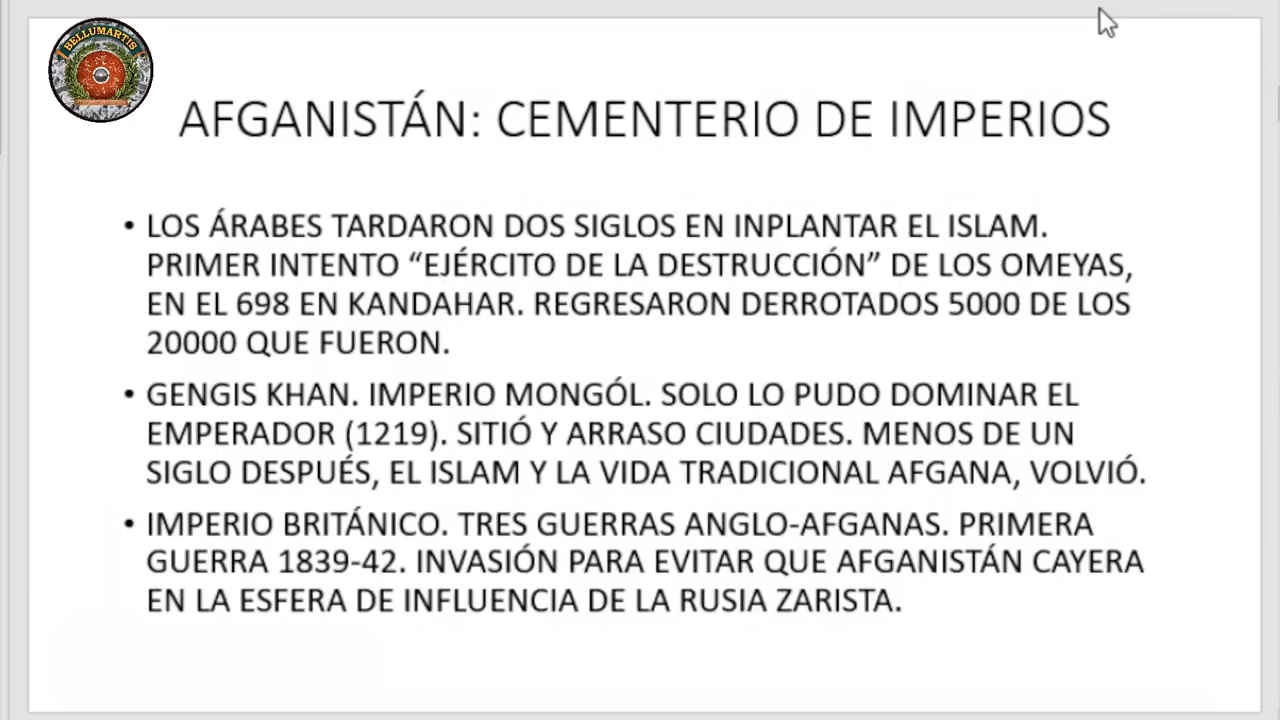 BELLUMARTIS
AFGANISTÁN: CEMENTERIO DE IMPERIOS
• LOS ÁRABES TARDARON DOS SIGLOS EN INPLANTAR EL ISLAM.
PRIMER INTENTO “EJÉRCITO DE LA DESTRUCCIÓN” DE LOS OMEYAS,
EN EL 698 EN KANDAHAR. REGRESARON DERROTADOS 5000 DE LOS
20000 QUE FUERON.
• GENGIS KHAN. IMPERIO MONGÓL. SOLO LO PUDO DOMINAR EL
EMPERADOR (1219). SITIÓ Y ARRASO CIUDADES. MENOS DE UN
SIGLO DESPUÉS, EL ISLAM Y LA VIDA TRADICIONAL AFGANA, VOLVIÓ.
• IMPERIO BRITÁNICO. TRES GUERRAS ANGLO-AFGANAS. PRIMERA
GUERRA 1839-42. INVASIÓN PARA EVITAR QUE AFGANISTÁN CAYERA
EN LA ESFERA DE INFLUENCIA DE LA RUSIA ZARISTA.